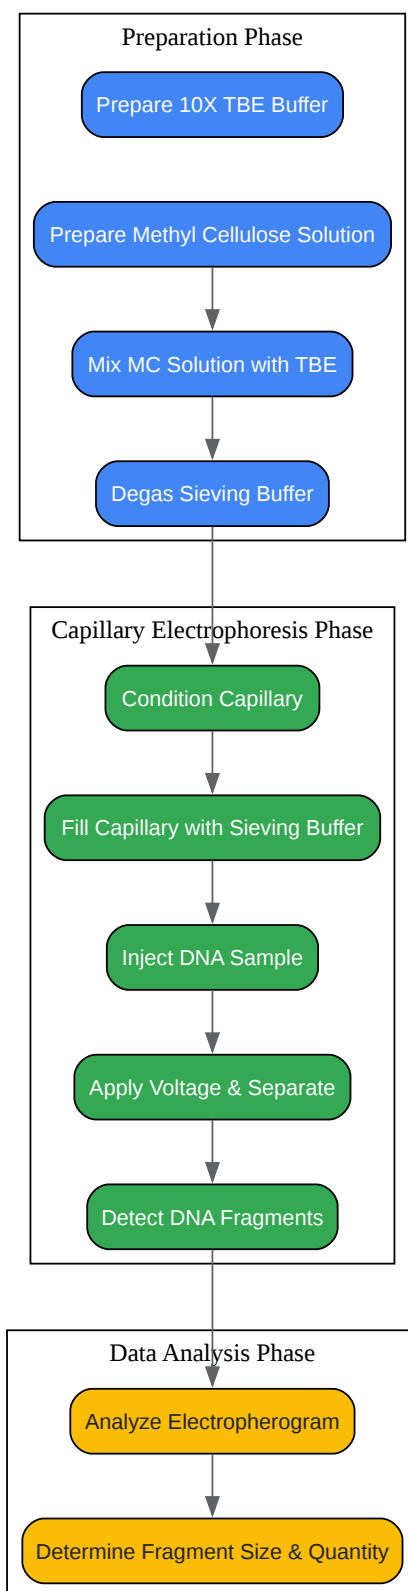 Preparation Phase
Prepare 10X TBE Buffer
Prepare Methyl Cellulose Solution
Mix MC Solution with TBE
Degas Sieving Buffer
Capillary Electrophoresis Phase
Condition Capillary
Fill Capillary with Sieving Buffer
Inject DNA Sample
Apply Voltage & Separate
Detect DNA Fragments
Data Analysis Phase
Analyze Electropherogram
Determine Fragment Size & Quantity